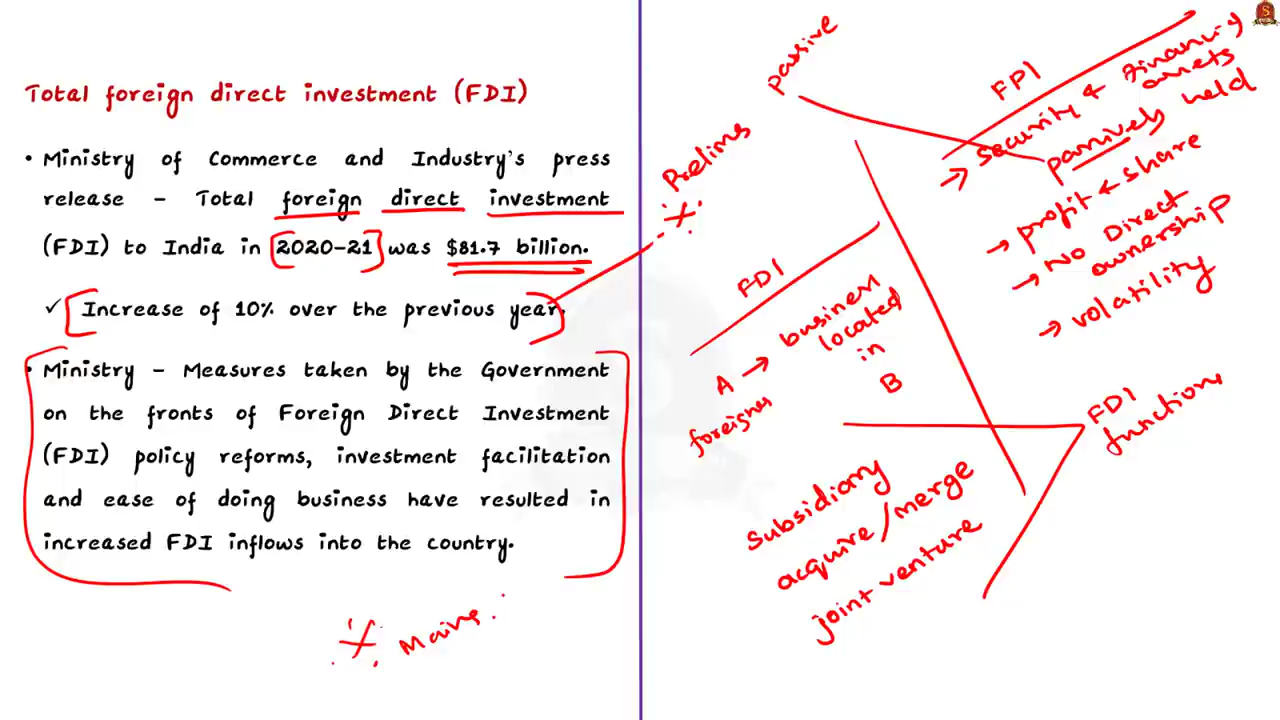 Total foreign direct investment (FDI)
• Ministry of Commerce and Industry's press
release – Total foreign direct investment
(FDI) to India in 2020-21 was $81.7 billion.
✓ Increase of 10% over the previous year.
• Ministry – Measures taken by the Government
on the fronts of Foreign Direct Investment
(FDI) policy reforms, investment facilitation
and ease of doing business have resulted in
increased FDI inflows into the country.
Mains
Prelims
passive
FPI
→ security & financial
assets
passively held
→ profit & share
→ No Direct
ownership
→ volatility
FDI
A → business
located
in
B
foreigner
FDI
functions
subsidiary
acquire/merge
joint venture